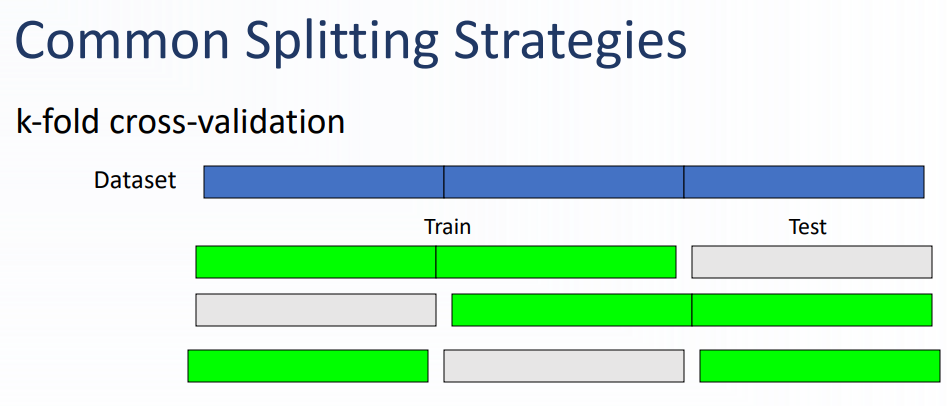 Common Splitting Strategies
k-fold cross-validation
Dataset
Train Test